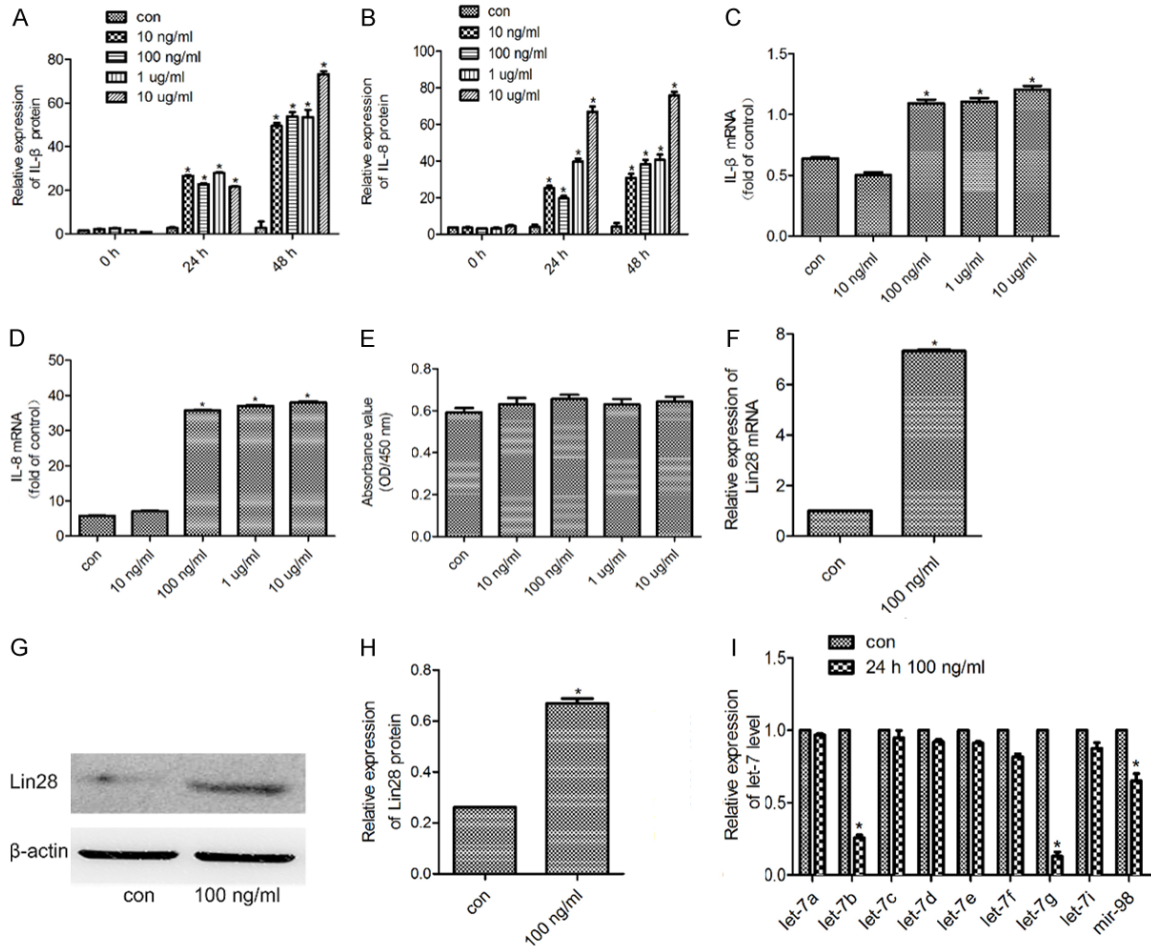 A
con
10 ng/ml
100 ng/ml
1 ug/ml
10 ug/ml
Relative expression
of IL-β protein
80
60
40
20
0
* * * * * * * *
0 h 24 h 48 h
B
con
10 ng/ml
100 ng/ml
1 ug/ml
10 ug/ml
Relative expression
of IL-8 protein
100
80
60
40
20
0
* * * * * * * *
0 h 24 h 48 h
C
IL-β mRNA
(fold of control)
1.5
1.0
0.5
0.0
* * *
con 10 ng/ml 100 ng/ml 1 ug/ml 10 ug/ml
D
IL-8 mRNA
(fold of control)
50
40
30
20
10
0
* * *
con 10 ng/ml 100 ng/ml 1 ug/ml 10 ug/ml
E
Absorbance value
(OD/450 nm)
0.8
0.6
0.4
0.2
0.0
con 10 ng/ml 100 ng/ml 1 ug/ml 10 ug/ml
F
Relative expression of
Lin28 mRNA
8
6
4
2
0
*
con 100 ng/ml
G
Lin28
β-actin
con 100 ng/ml
H
Relative expression
of Lin28 protein
0.8
0.6
0.4
0.2
0.0
*
con 100 ng/ml
I
con
24 h 100 ng/ml
Relative expression
of let-7 level
1.5
1.0
0.5
0.0
* * *
let-7a let-7b let-7c let-7d let-7e let-7f let-7g let-7i mir-98